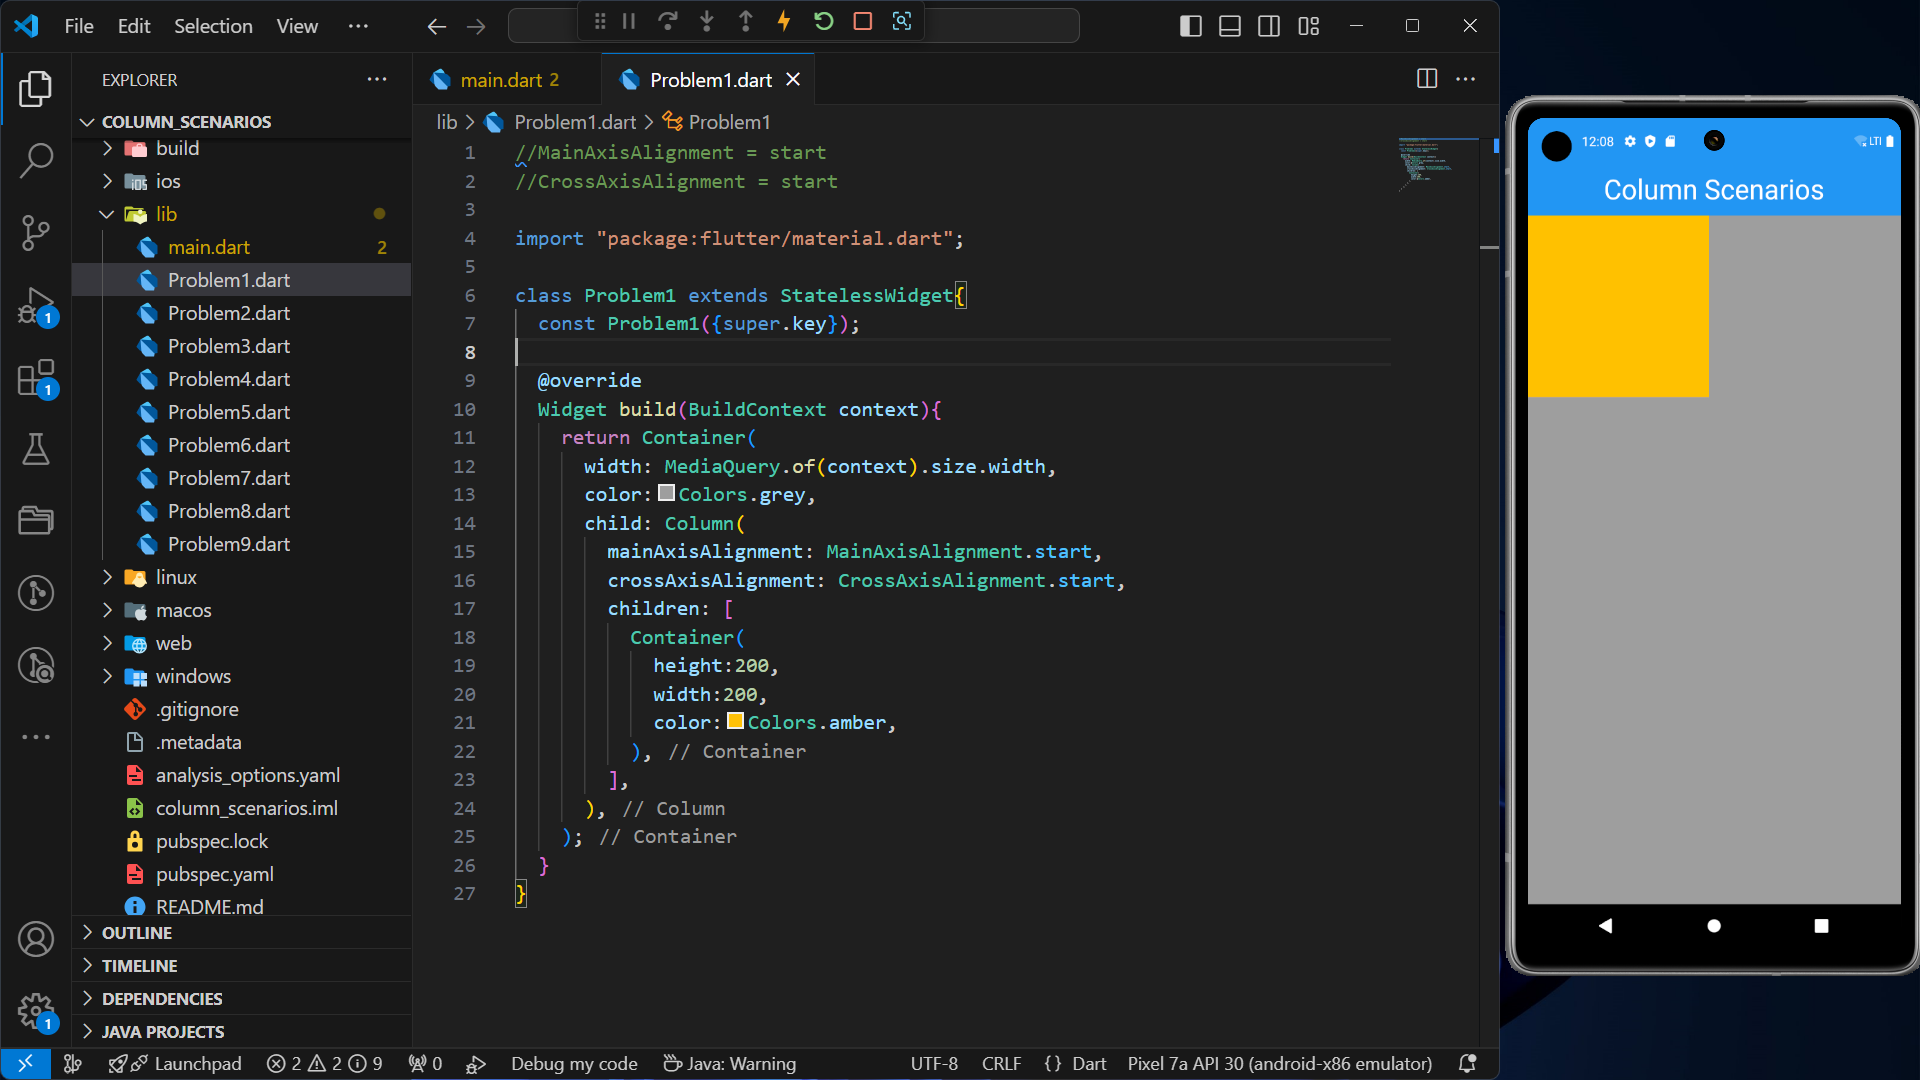 File Edit Selection View
EXPLORER
COLUMN_SCENARIOS
build
ios
lib
main.dart 2
Problem1.dart
Problem2.dart
Problem3.dart
Problem4.dart
Problem5.dart
Problem6.dart
Problem7.dart
Problem8.dart
Problem9.dart
linux
macos
web
windows
.gitignore
.metadata
analysis_options.yaml
column_scenarios.iml
pubspec.lock
pubspec.yaml
README.md
OUTLINE
TIMELINE
DEPENDENCIES
JAVA PROJECTS
1
1
1
main.dart 2
Problem1.dart
lib > Problem1.dart > Problem1
1 //MainAxisAlignment = start
2 //CrossAxisAlignment = start
3
4 import "package:flutter/material.dart";
5
6 class Problem1 extends StatelessWidget{
7 const Problem1({super.key});
8
9 @override
10 Widget build(BuildContext context){
11 return Container(
12 width: MediaQuery.of(context).size.width,
13 color: Colors.grey,
14 child: Column(
15 mainAxisAlignment: MainAxisAlignment.start,
16 crossAxisAlignment: CrossAxisAlignment.start,
17 children: [
18 Container(
19 height:200,
20 width:200,
21 color: Colors.amber,
22 ), // Container
23 ],
24 ), // Column
25 ); // Container
26 }
27 }
12:08
LTE
Column Scenarios
Launchpad 2 2 9 0 Debug my code Java: Warning UTF-8 CRLF {} Dart Pixel 7a API 30 (android-x86 emulator)